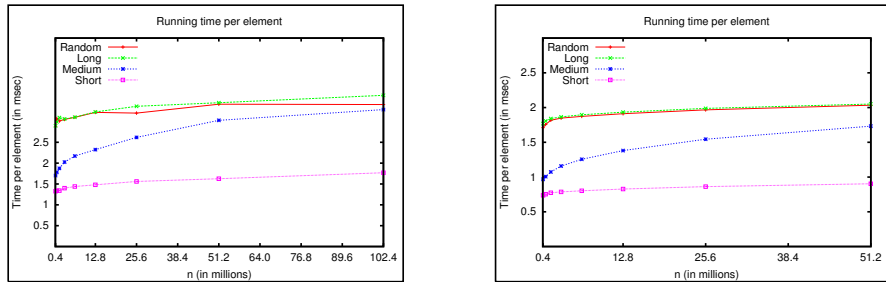 Running time per element
Random
Long
Medium
Short
Time per element (in msec)
2.5
2
1.5
1
0.5
0.4 12.8 25.6 38.4 51.2 64.0 76.8 89.6 102.4
n (in millions)
Running time per element
Random
Long
Medium
Short
Time per element (in msec)
2.5
2
1.5
1
0.5
0.4 12.8 25.6 38.4 51.2
n (in millions)